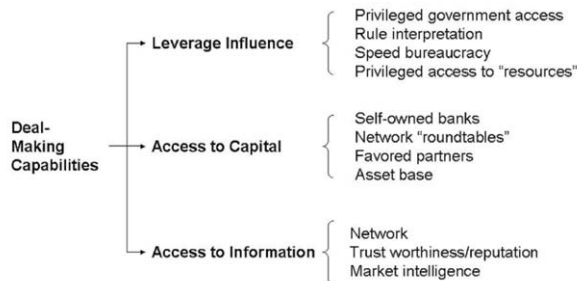 Deal-
Making
Capabilities
Leverage Influence
Privileged government access
Rule interpretation
Speed bureaucracy
Privileged access to "resources"
Access to Capital
Self-owned banks
Network "roundtables"
Favored partners
Asset base
Access to Information
Network
Trust worthiness/reputation
Market intelligence